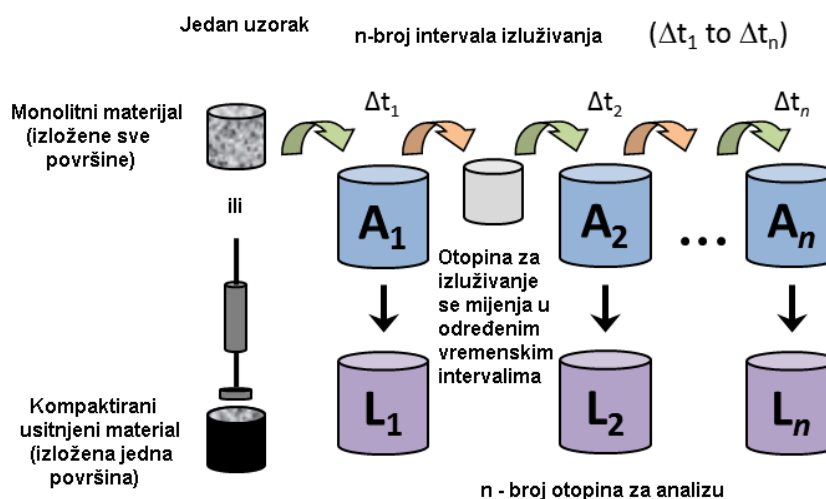 Jedan uzorak
n-broj intervala izluživanja
(Δt₁ to Δtₙ)
Monolitni materijal
(izložene sve
površine)
Δt₁
Δt₂
Δtₙ
ili
A₁
A₂
...
Aₙ
Otopina za
izluživanje
se mijenja u
određenim
vremenskim
intervalima
Kompaktirani
usitnjeni material
(izložena jedna
površina)
L₁
L₂
Lₙ
n - broj otopina za analizu